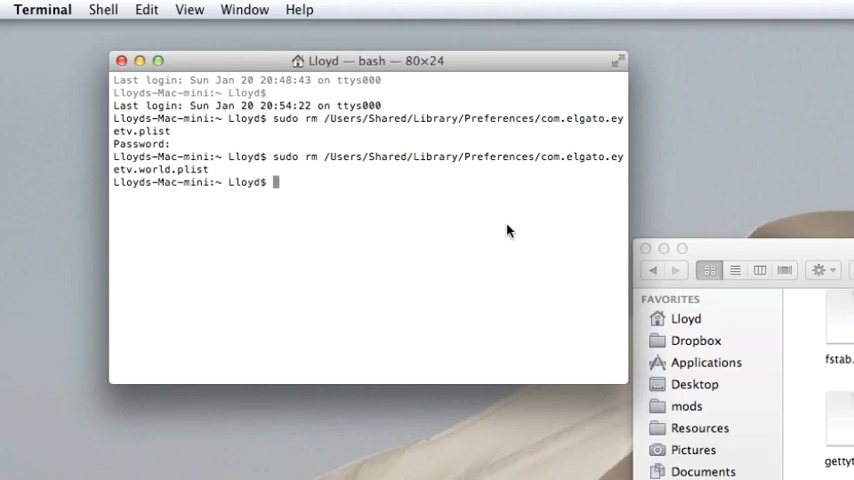 Terminal Shell Edit View Window Help
Lloyd — bash — 80×24
Last login: Sun Jan 20 20:48:43 on ttys000
Lloyds-Mac-mini:~ Lloyd$
Last login: Sun Jan 20 20:54:22 on ttys000
Lloyds-Mac-mini:~ Lloyd$ sudo rm /Users/Shared/Library/Preferences/com.elgato.ey
etv.plist
Password:
Lloyds-Mac-mini:~ Lloyd$ sudo rm /Users/Shared/Library/Preferences/com.elgato.ey
etv.world.plist
Lloyds-Mac-mini:~ Lloyd$
FAVORITES
Lloyd
Dropbox
Applications
Desktop
mods
Resources
Pictures
Documents
fstab.
gettyt